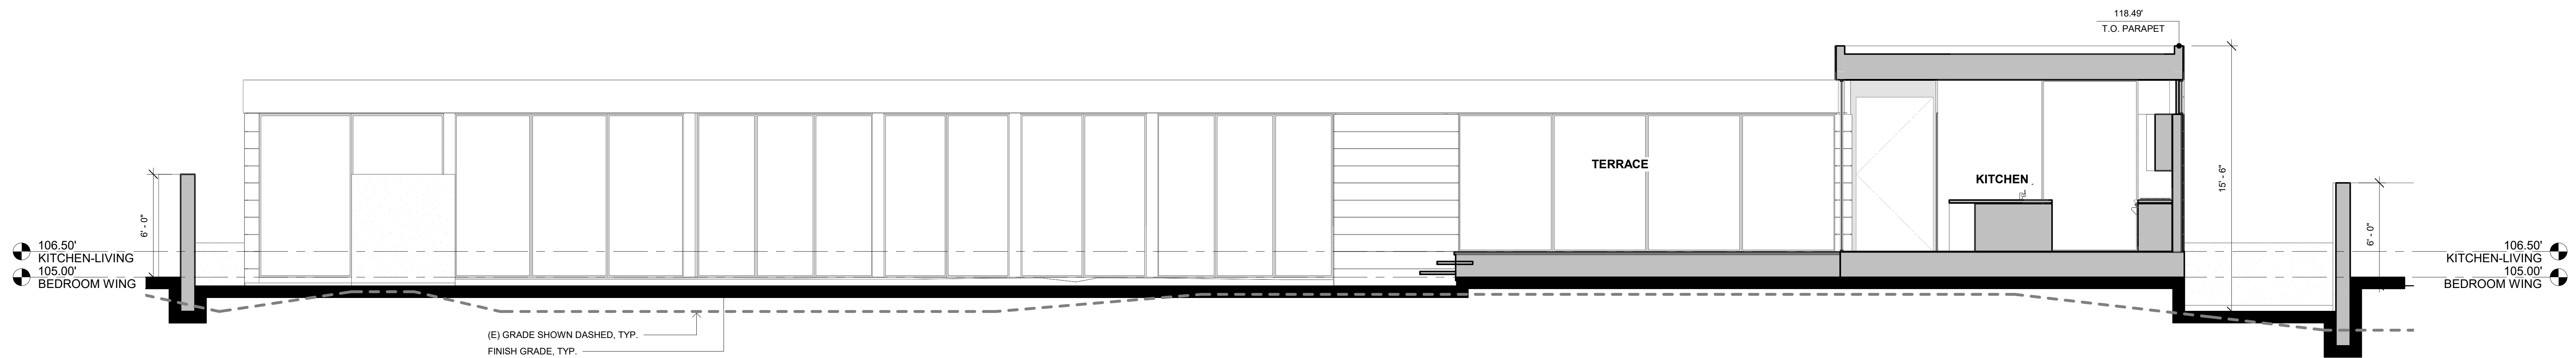 118.49'
T.O. PARAPET
TERRACE
KITCHEN
15' - 6"
6' - 0"
6' - 0"
106.50'
KITCHEN-LIVING
105.00'
BEDROOM WING
106.50'
KITCHEN-LIVING
105.00'
BEDROOM WING
(E) GRADE SHOWN DASHED, TYP.
FINISH GRADE, TYP.